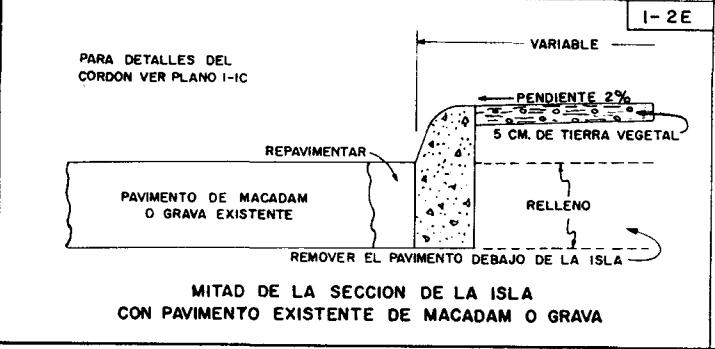 I-2E
VARIABLE
PARA DETALLES DEL
CORDON VER PLANO I-IC
PENDIENTE 2%
5 CM. DE TIERRA VEGETAL
REPAVIMENTAR
PAVIMENTO DE MACADAM
O GRAVA EXISTENTE
RELLENO
REMOVER EL PAVIMENTO DEBAJO DE LA ISLA
MITAD DE LA SECCION DE LA ISLA
CON PAVIMENTO EXISTENTE DE MACADAM O GRAVA